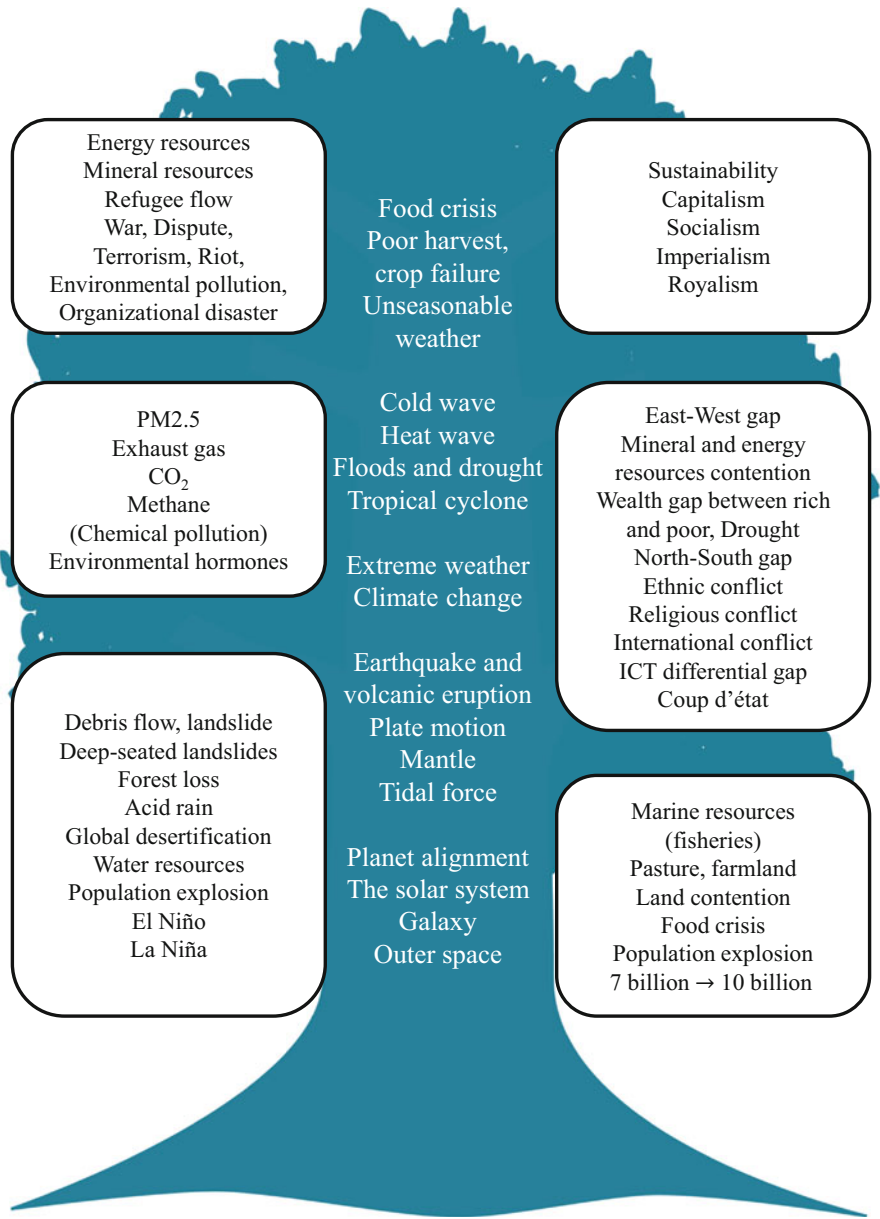 Energy resources
Mineral resources
Refugee flow
War, Dispute,
Terrorism, Riot,
Environmental pollution,
Organizational disaster
PM2.5
Exhaust gas
CO₂
Methane
(Chemical pollution)
Environmental hormones
Debris flow, landslide
Deep-seated landslides
Forest loss
Acid rain
Global desertification
Water resources
Population explosion
El Niño
La Niña
Food crisis
Poor harvest,
crop failure
Unseasonable
weather
Cold wave
Heat wave
Floods and drought
Tropical cyclone
Extreme weather
Climate change
Earthquake and
volcanic eruption
Plate motion
Mantle
Tidal force
Planet alignment
The solar system
Galaxy
Outer space
Sustainability
Capitalism
Socialism
Imperialism
Royalism
East-West gap
Mineral and energy
resources contention
Wealth gap between rich
and poor, Drought
North-South gap
Ethnic conflict
Religious conflict
International conflict
ICT differential gap
Coup d’état
Marine resources
(fisheries)
Pasture, farmland
Land contention
Food crisis
Population explosion
7 billion → 10 billion